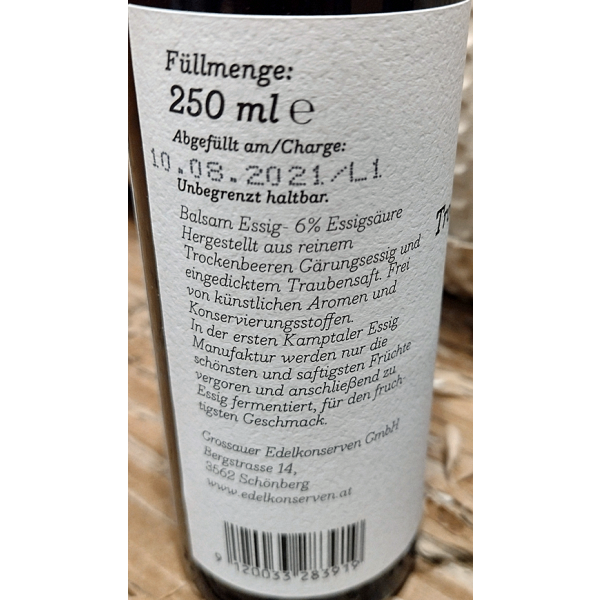 Füllmenge:
250 ml ℮
Abgefüllt am/Charge:
10.08.2021/L1
Unbegrenzt haltbar.
Balsam Essig- 6% Essigsäure
Hergestellt aus reinem
Trockenbeeren Gärungsessig und
eingedicktem Traubensaft. Frei
von künstlichen Aromen und
Konservierungsstoffen.
In der ersten Kamptaler Essig
Manufaktur werden nur die
schönsten und saftigsten Früchte
vergoren und anschließend zu
Essig fermentiert, für den fruch-
tigsten Geschmack.
Grossauer Edelkonserven GmbH
Bergstrasse 14,
3562 Schönberg
www.edelkonserven.at
9 120033 283919